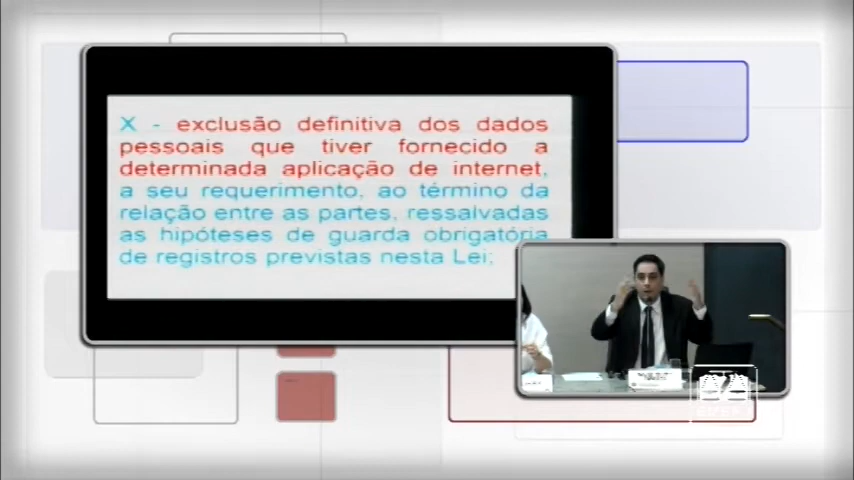 X - exclusão definitiva dos dados
pessoais que tiver fornecido a
determinada aplicação de internet,
a seu requerimento, ao término da
relação entre as partes, ressalvadas
as hipóteses de guarda obrigatória
de registros previstas nesta Lei;